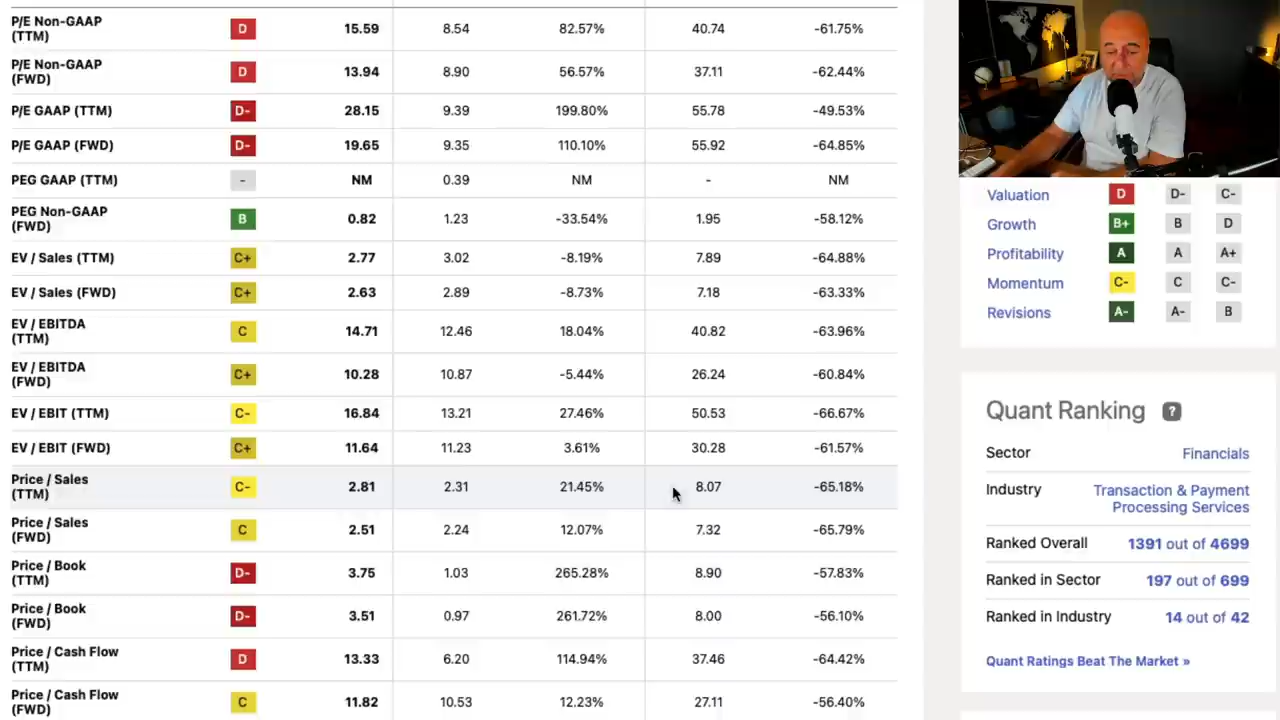 P/E Non-GAAP
(TTM) D 15.59 8.54 82.57% 40.74 -61.75%
P/E Non-GAAP
(FWD) D 13.94 8.90 56.57% 37.11 -62.44%
P/E GAAP (TTM) D- 28.15 9.39 199.80% 55.78 -49.53%
P/E GAAP (FWD) D- 19.65 9.35 110.10% 55.92 -64.85%
PEG GAAP (TTM) - NM 0.39 NM - NM
PEG Non-GAAP
(FWD) B 0.82 1.23 -33.54% 1.95 -58.12%
EV / Sales (TTM) C+ 2.77 3.02 -8.19% 7.89 -64.88%
EV / Sales (FWD) C+ 2.63 2.89 -8.73% 7.18 -63.33%
EV / EBITDA
(TTM) C 14.71 12.46 18.04% 40.82 -63.96%
EV / EBITDA
(FWD) C+ 10.28 10.87 -5.44% 26.24 -60.84%
EV / EBIT (TTM) C- 16.84 13.21 27.46% 50.53 -66.67%
EV / EBIT (FWD) C+ 11.64 11.23 3.61% 30.28 -61.57%
Price / Sales
(TTM) C- 2.81 2.31 21.45% 8.07 -65.18%
Price / Sales
(FWD) C 2.51 2.24 12.07% 7.32 -65.79%
Price / Book
(TTM) D- 3.75 1.03 265.28% 8.90 -57.83%
Price / Book
(FWD) D- 3.51 0.97 261.72% 8.00 -56.10%
Price / Cash Flow
(TTM) D 13.33 6.20 114.94% 37.46 -64.42%
Price / Cash Flow
(FWD) C 11.82 10.53 12.23% 27.11 -56.40%
Valuation D D- C-
Growth B+ B D
Profitability A A A+
Momentum C- C C-
Revisions A- A- B
Quant Ranking ?
Sector Financials
Industry Transaction & Payment
Processing Services
Ranked Overall 1391 out of 4699
Ranked in Sector 197 out of 699
Ranked in Industry 14 out of 42
Quant Ratings Beat The Market »